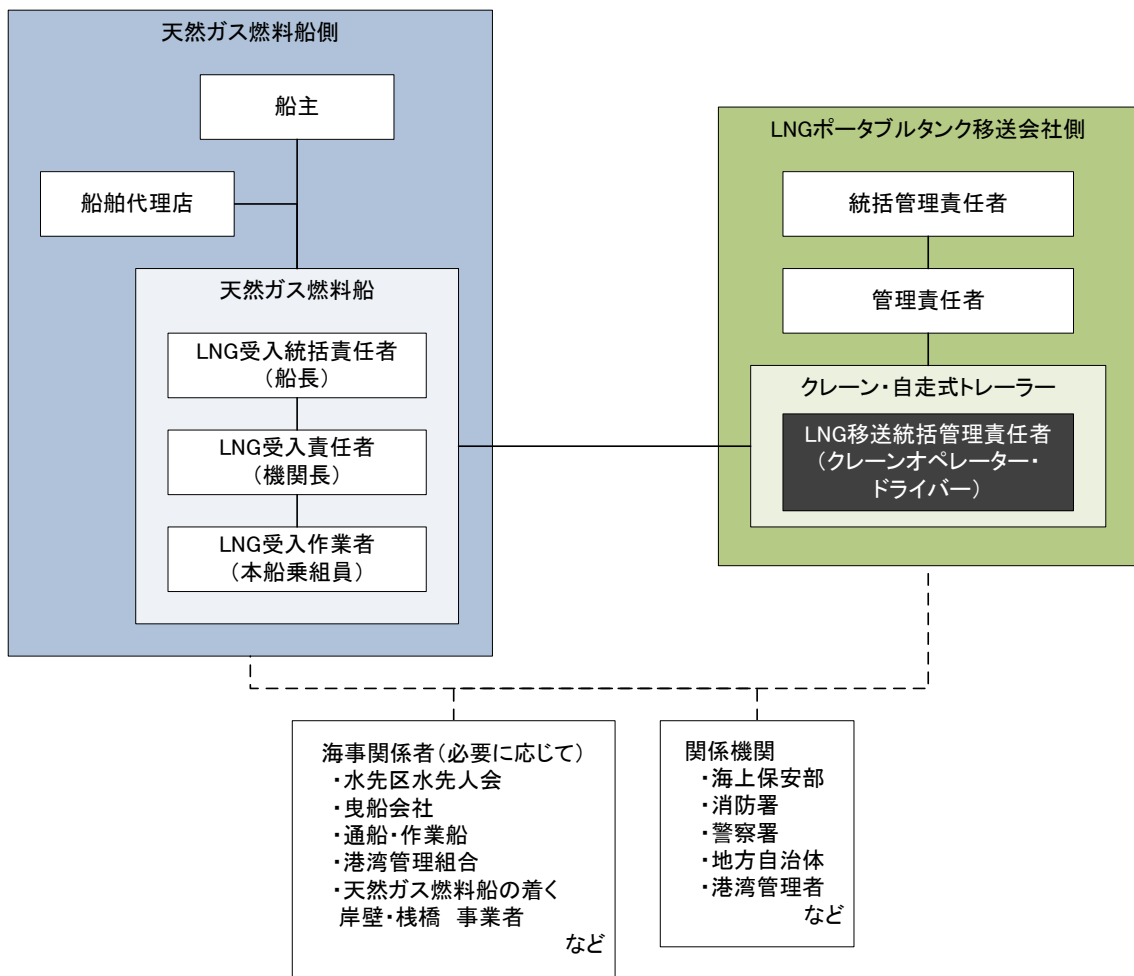 天然ガス燃料船側
船主
船舶代理店
天然ガス燃料船
LNG受入統括責任者
(船長)
LNG受入責任者
(機関長)
LNG受入作業者
(本船乗組員)
LNGポータブルタンク移送会社側
統括管理責任者
管理責任者
クレーン・自走式トレーラー
LNG移送統括管理責任者
(クレーンオペレーター・
ドライバー)
海事関係者(必要に応じて)
・水先区水先人会
・曳船会社
・通船・作業船
・港湾管理組合
・天然ガス燃料船の着く
岸壁・桟橋 事業者
など
関係機関
・海上保安部
・消防署
・警察署
・地方自治体
・港湾管理者
など